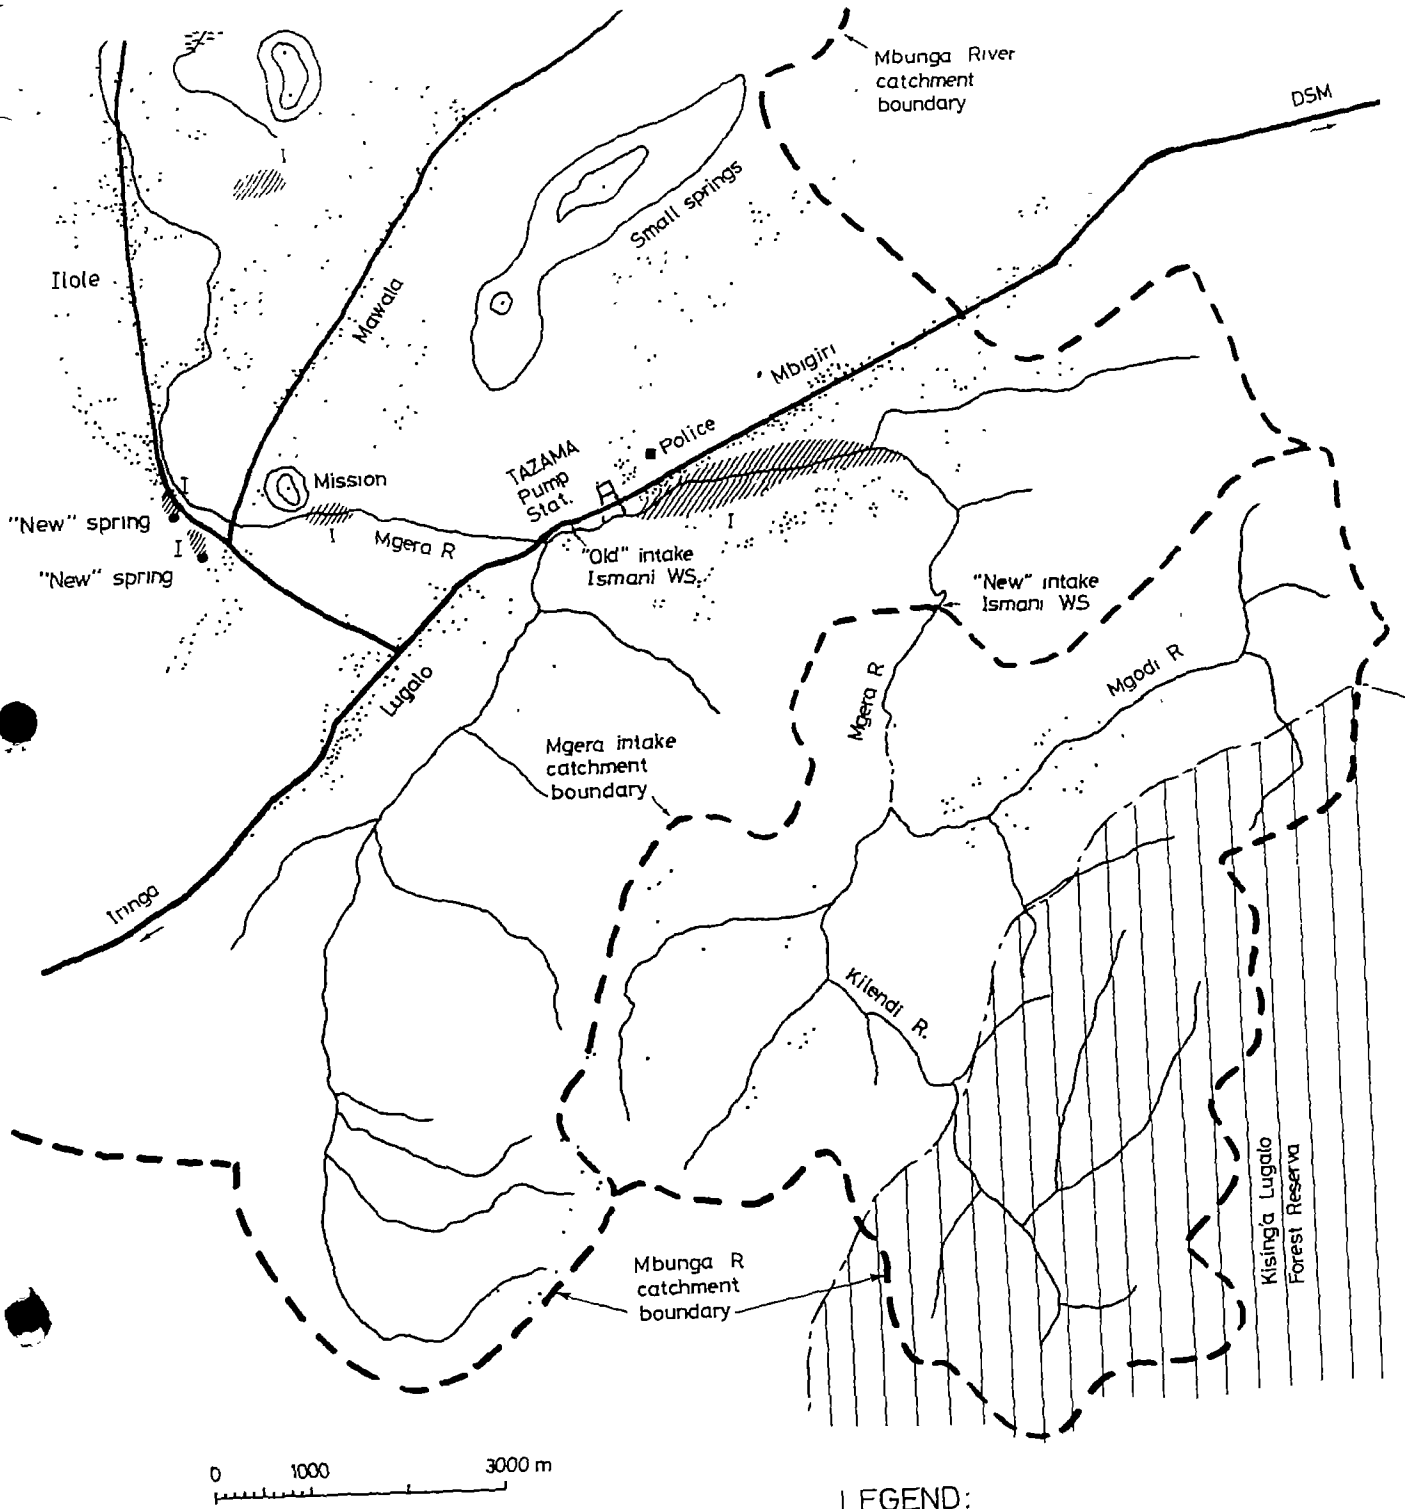 Mbunga River
catchment
boundary
DSM
I
Small springs
Ilole
Mawala
Mbigiri
Police
TAZAMA
Pump
Stat.
Mission
I
"New" spring
I
"New" spring
I
Mgera R
I
"Old" intake
Ismani WS
"New" intake
Ismani WS
Lugalo
Mgera R
Mgodi R
Mgera intake
catchment
boundary
Iringa
Kilendi R.
Kising'a Lugalo
Forest Reserva
Mbunga R
catchment
boundary
0 1000 3000 m
LEGEND: